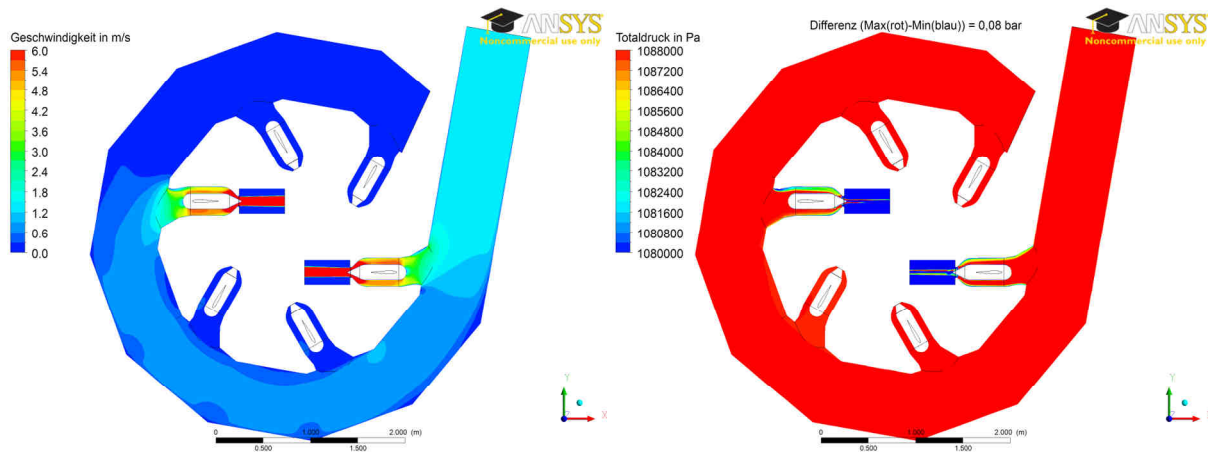 ANSYS
Noncommercial use only
Geschwindigkeit in m/s
6.0
5.4
4.8
4.2
3.6
3.0
2.4
1.8
1.2
0.6
0.0
Y
X
0
1.000
2.000 (m)
0.500
1.500
ANSYS
Noncommercial use only
Differenz (Max(rot)-Min(blau)) = 0,08 bar
Totaldruck in Pa
1088000
1087200
1086400
1085600
1084800
1084000
1083200
1082400
1081600
1080800
1080000
Y
0
1.000
2.000 (m)
0.500
1.500